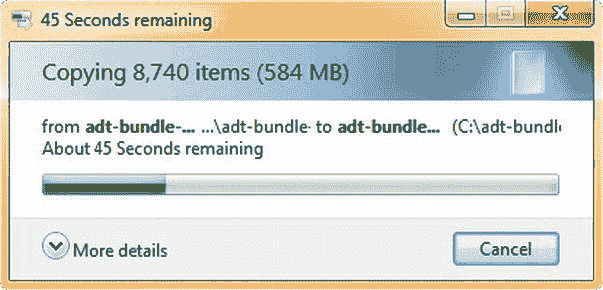 45 Seconds remaining
Copying 8,740 items (584 MB)
from adt-bundle-... ...\adt-bundle- to adt-bundle... (C:\adt-bundl
About 45 Seconds remaining
More details
Cancel